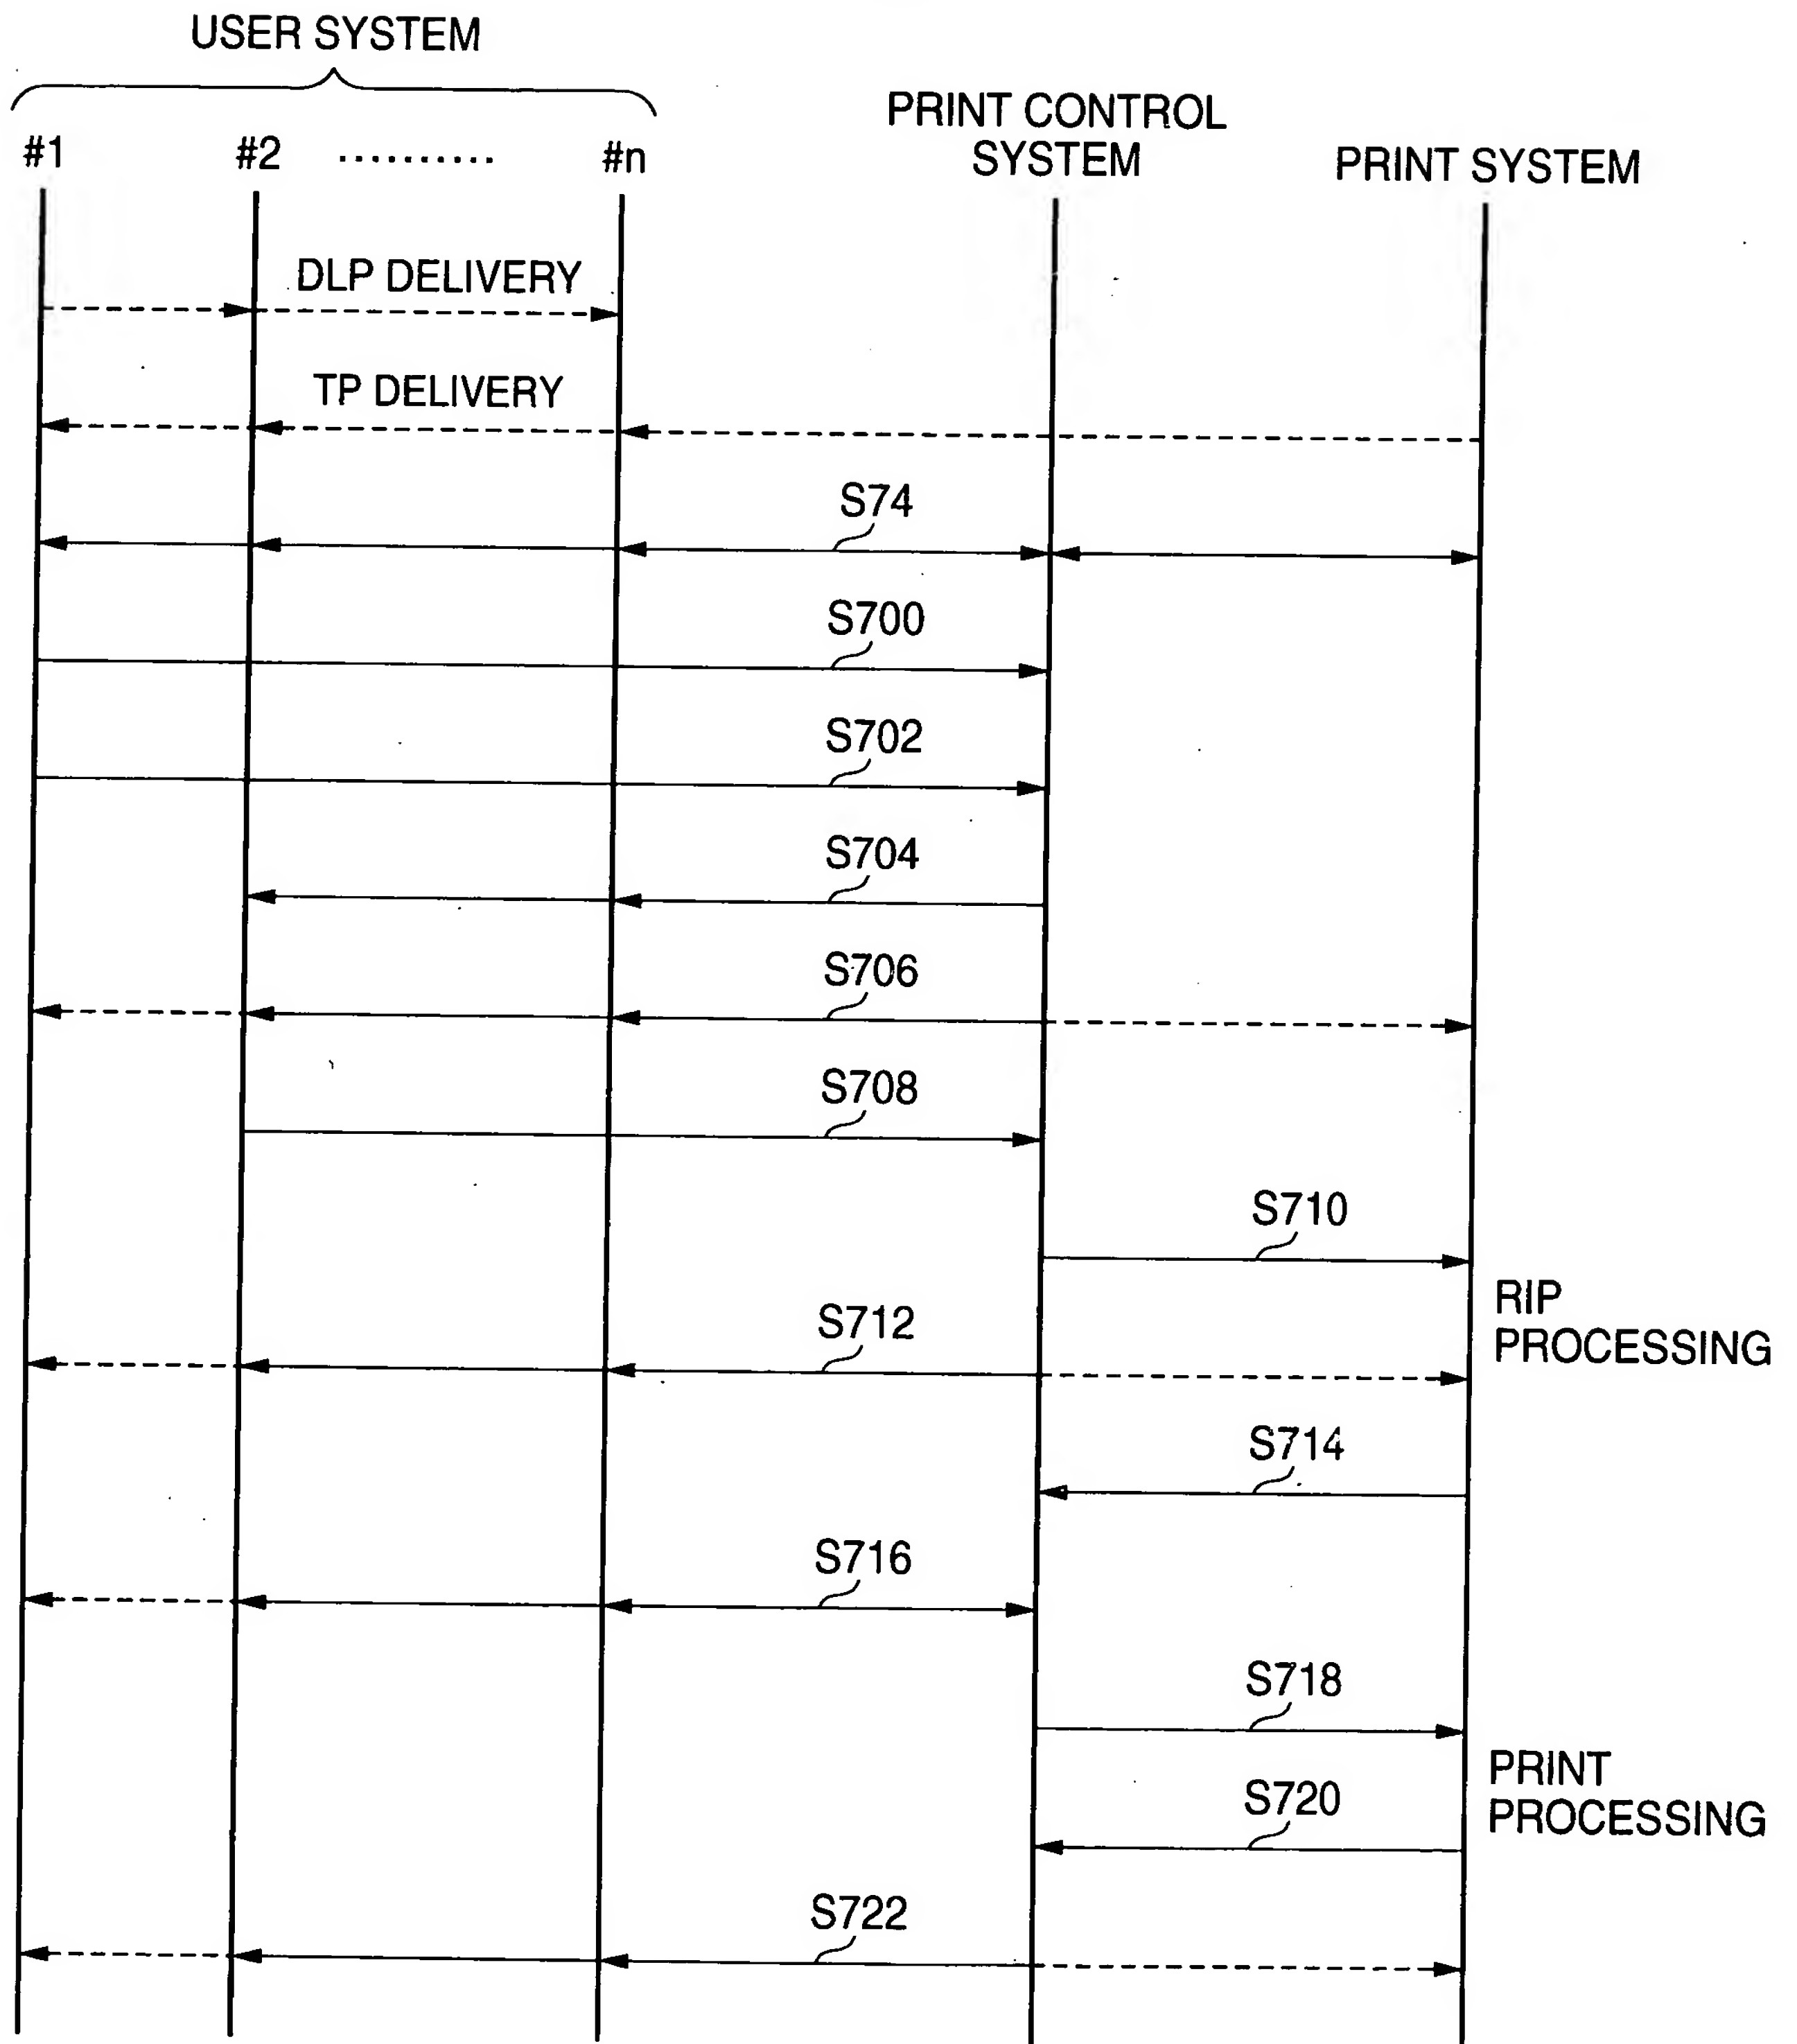 USER SYSTEM
PRINT CONTROL
SYSTEM
#1 #2 .......... #n
PRINT SYSTEM
DLP DELIVERY
TP DELIVERY
S74
S700
S702
S704
S706
S708
S710
RIP
PROCESSING
S712
S714
S716
S718
PRINT
PROCESSING
S720
S722